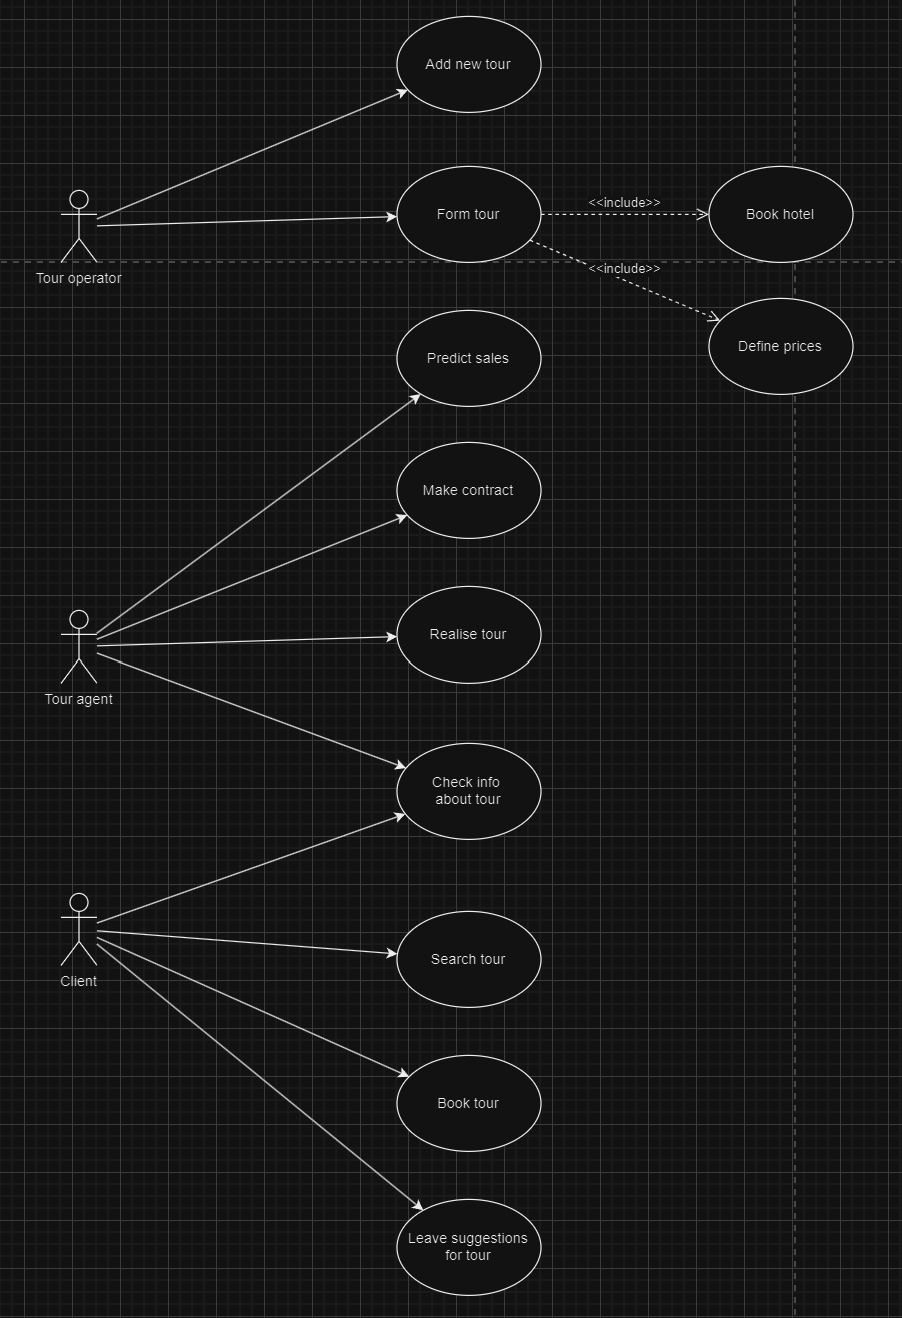 Add new tour
Form tour
<<include>>
Book hotel
Tour operator
<<include>>
Define prices
Predict sales
Make contract
Realise tour
Tour agent
Check info
about tour
Search tour
Client
Book tour
Leave suggestions
for tour